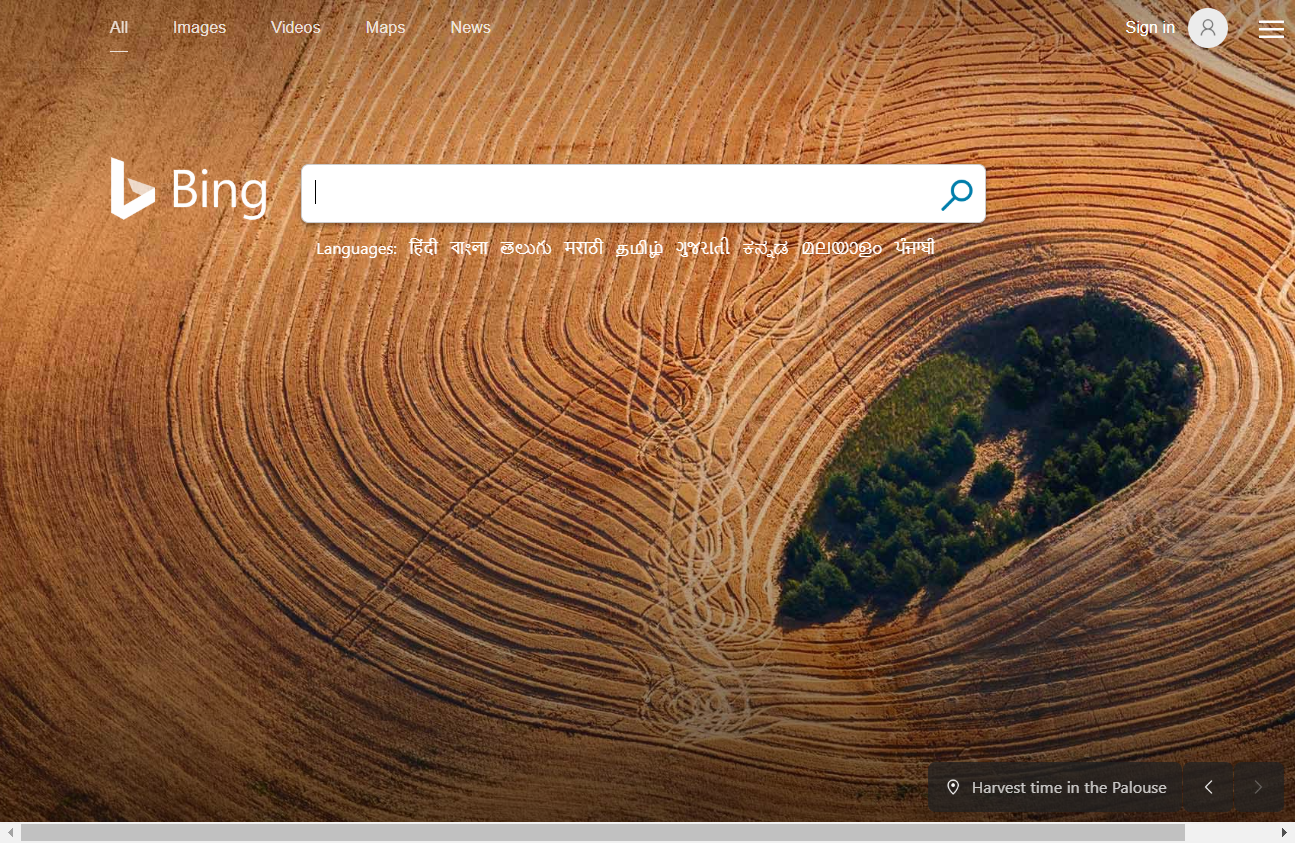 All Images Videos Maps News Sign in
Bing
Languages: हिंदी বাংলা తెలుగు मराठी தமிழ் ગુજરાતી ಕನ್ನಡ മലയാളം ਪੰਜਾਬੀ
Harvest time in the Palouse